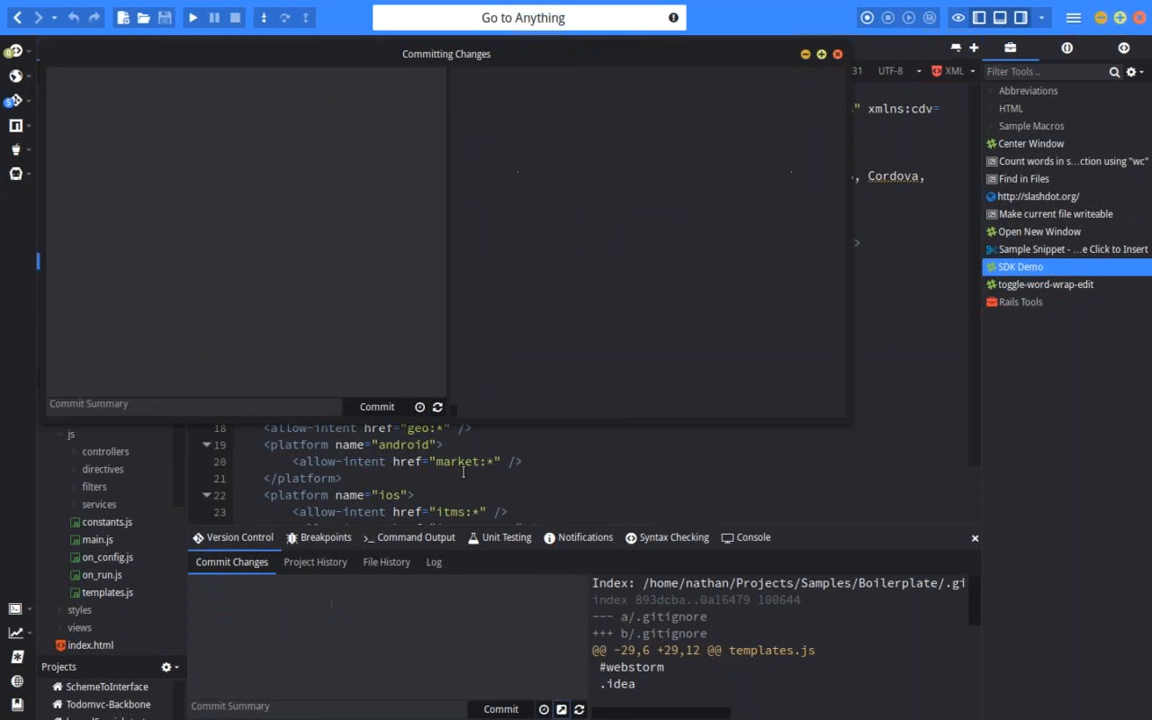 Go to Anything
Committing Changes
31 UTF-8 XML
Filter Tools ..
Abbreviations
HTML
Sample Macros
Center Window
Count words in s...ction using "wc"
Find in Files
http://slashdot.org/
Make current file writeable
Open New Window
Sample Snippet - ...e Click to Insert
SDK Demo
toggle-word-wrap-edit
Rails Tools
" xmlns:cdv=
, Cordova,
>
5
Commit Summary
Commit
18 <allow-intent href="geo:*" />
19 <platform name="android">
20 <allow-intent href="market:*" />
21 </platform>
22 <platform name="ios">
23 <allow-intent href="itms:*" />
js
controllers
directives
filters
services
constants.js
main.js
on_config.js
on_run.js
templates.js
styles
views
index.html
Projects
SchemeToInterface
Todomvc-Backbone
Version Control Breakpoints Command Output Unit Testing Notifications Syntax Checking Console
Commit Changes Project History File History Log
Index: /home/nathan/Projects/Samples/Boilerplate/.gi
index 893dcba..0a16479 100644
--- a/.gitignore
+++ b/.gitignore
@@ -29,6 +29,12 @@ templates.js
#webstorm
.idea
Commit Summary
Commit